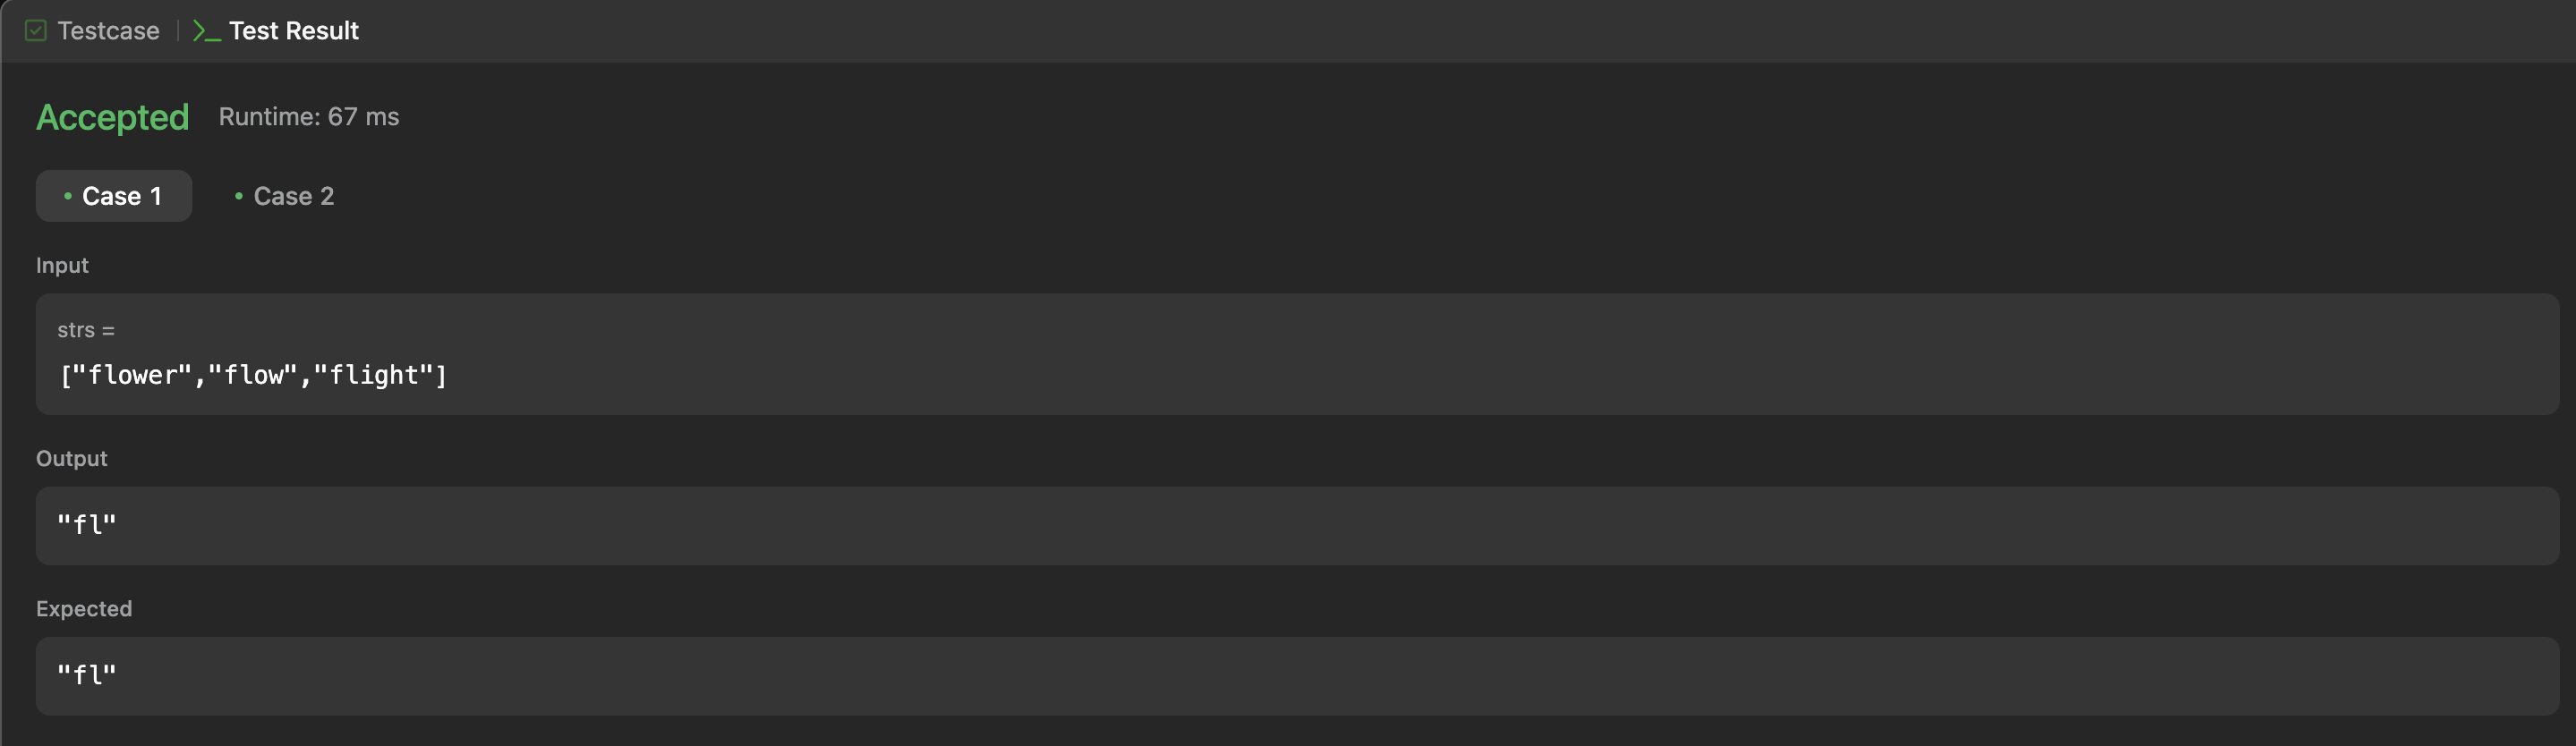 Testcase
Test Result
Accepted Runtime: 67 ms
Case 1 Case 2
Input
strs =
["flower","flow","flight"]
Output
"fl"
Expected
"fl"